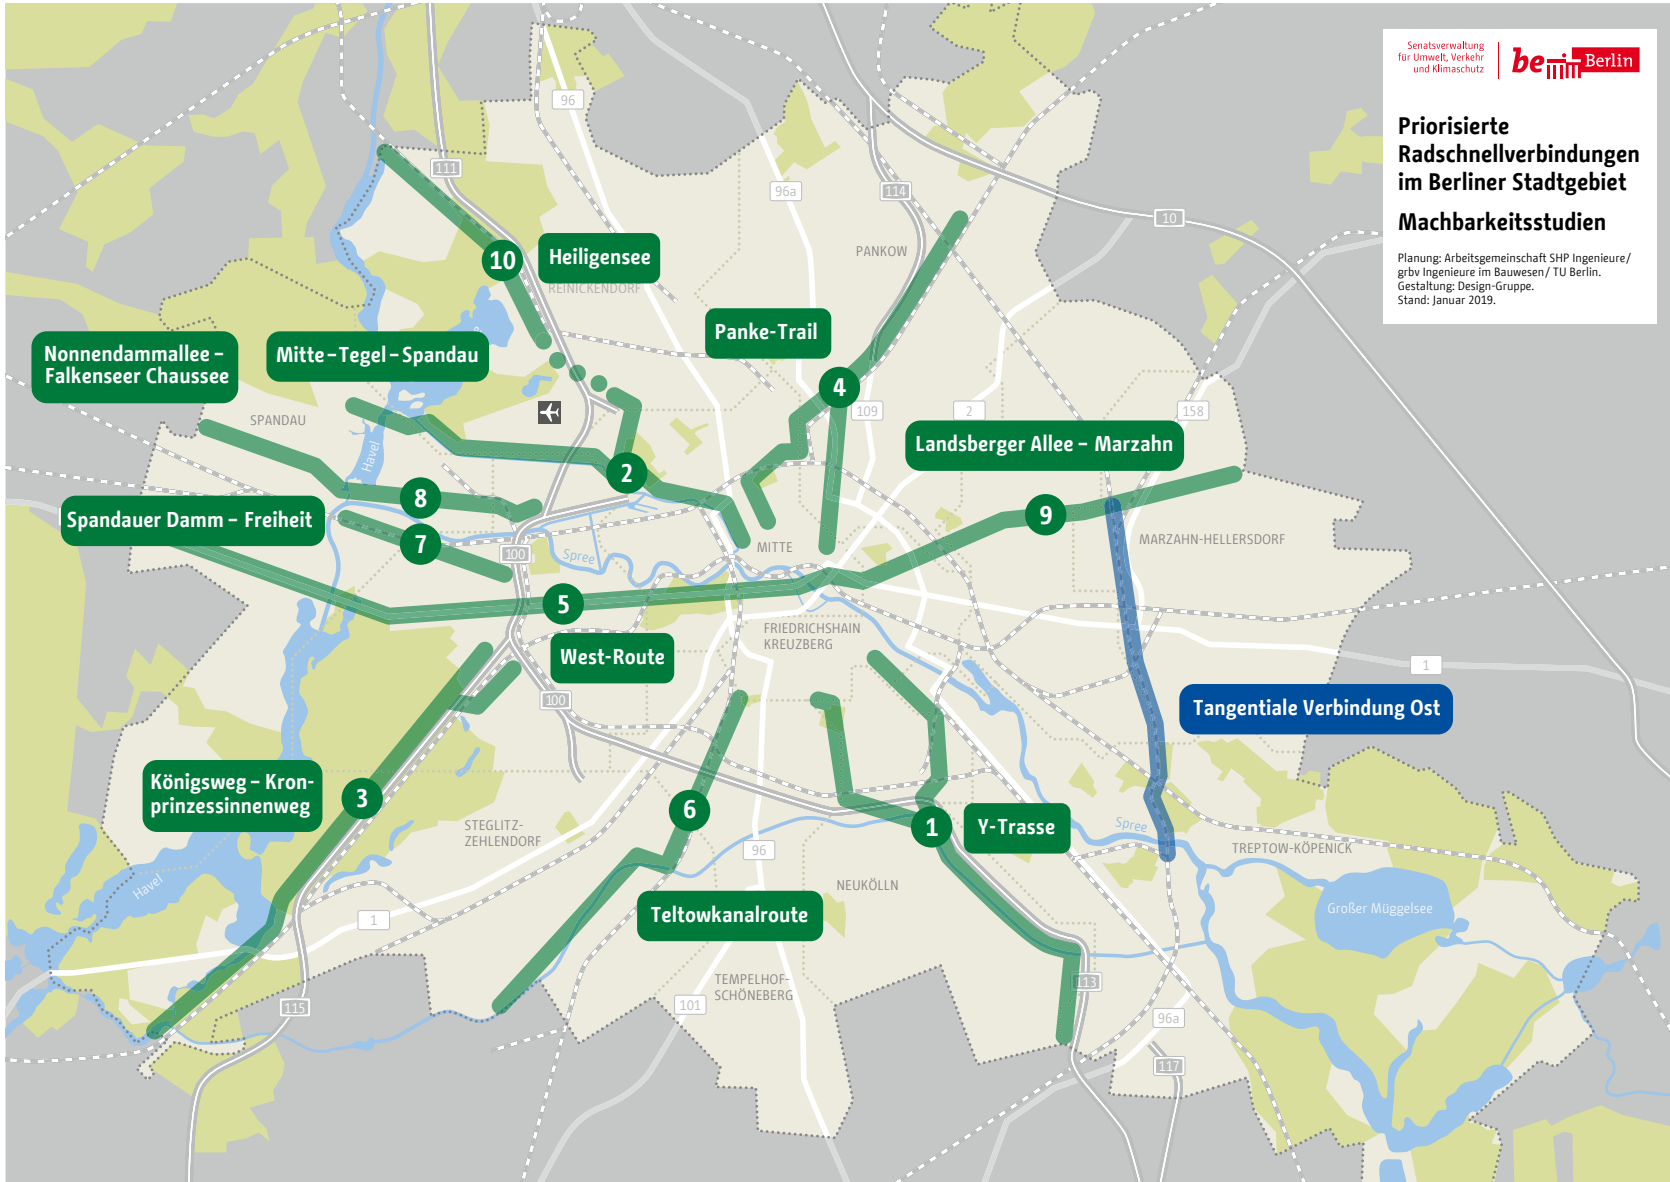 Senatsverwaltung
für Umwelt, Verkehr
und Klimaschutz
be Berlin
Priorisierte
Radschnellverbindungen
im Berliner Stadtgebiet
Machbarkeitsstudien
Planung: Arbeitsgemeinschaft SHP Ingenieure/
grbv Ingenieure im Bauwesen/ TU Berlin.
Gestaltung: Design-Gruppe.
Stand: Januar 2019.
96
111
96a
114
10
PANKOW
10
Heiligensee
REINICKENDORF
Panke-Trail
Nonnendammallee –
Falkenseer Chaussee
Mitte – Tegel – Spandau
4
109
2
158
SPANDAU
Havel
Landsberger Allee – Marzahn
2
8
9
Spandauer Damm – Freiheit
7
100
Spree
MITTE
MARZAHN-HELLERSDORF
5
FRIEDRICHSHAIN
KREUZBERG
West-Route
1
100
Tangentiale Verbindung Ost
Königsweg – Kron-
prinzessinnenweg
3
6
STEGLITZ-
ZEHLENDORF
1
Y-Trasse
Spree
96
TREPTOW-KÖPENICK
Havel
NEUKÖLLN
1
Teltowkanalroute
Großer Müggelsee
TEMPELHOF-
SCHÖNEBERG
113
115
101
96a
117